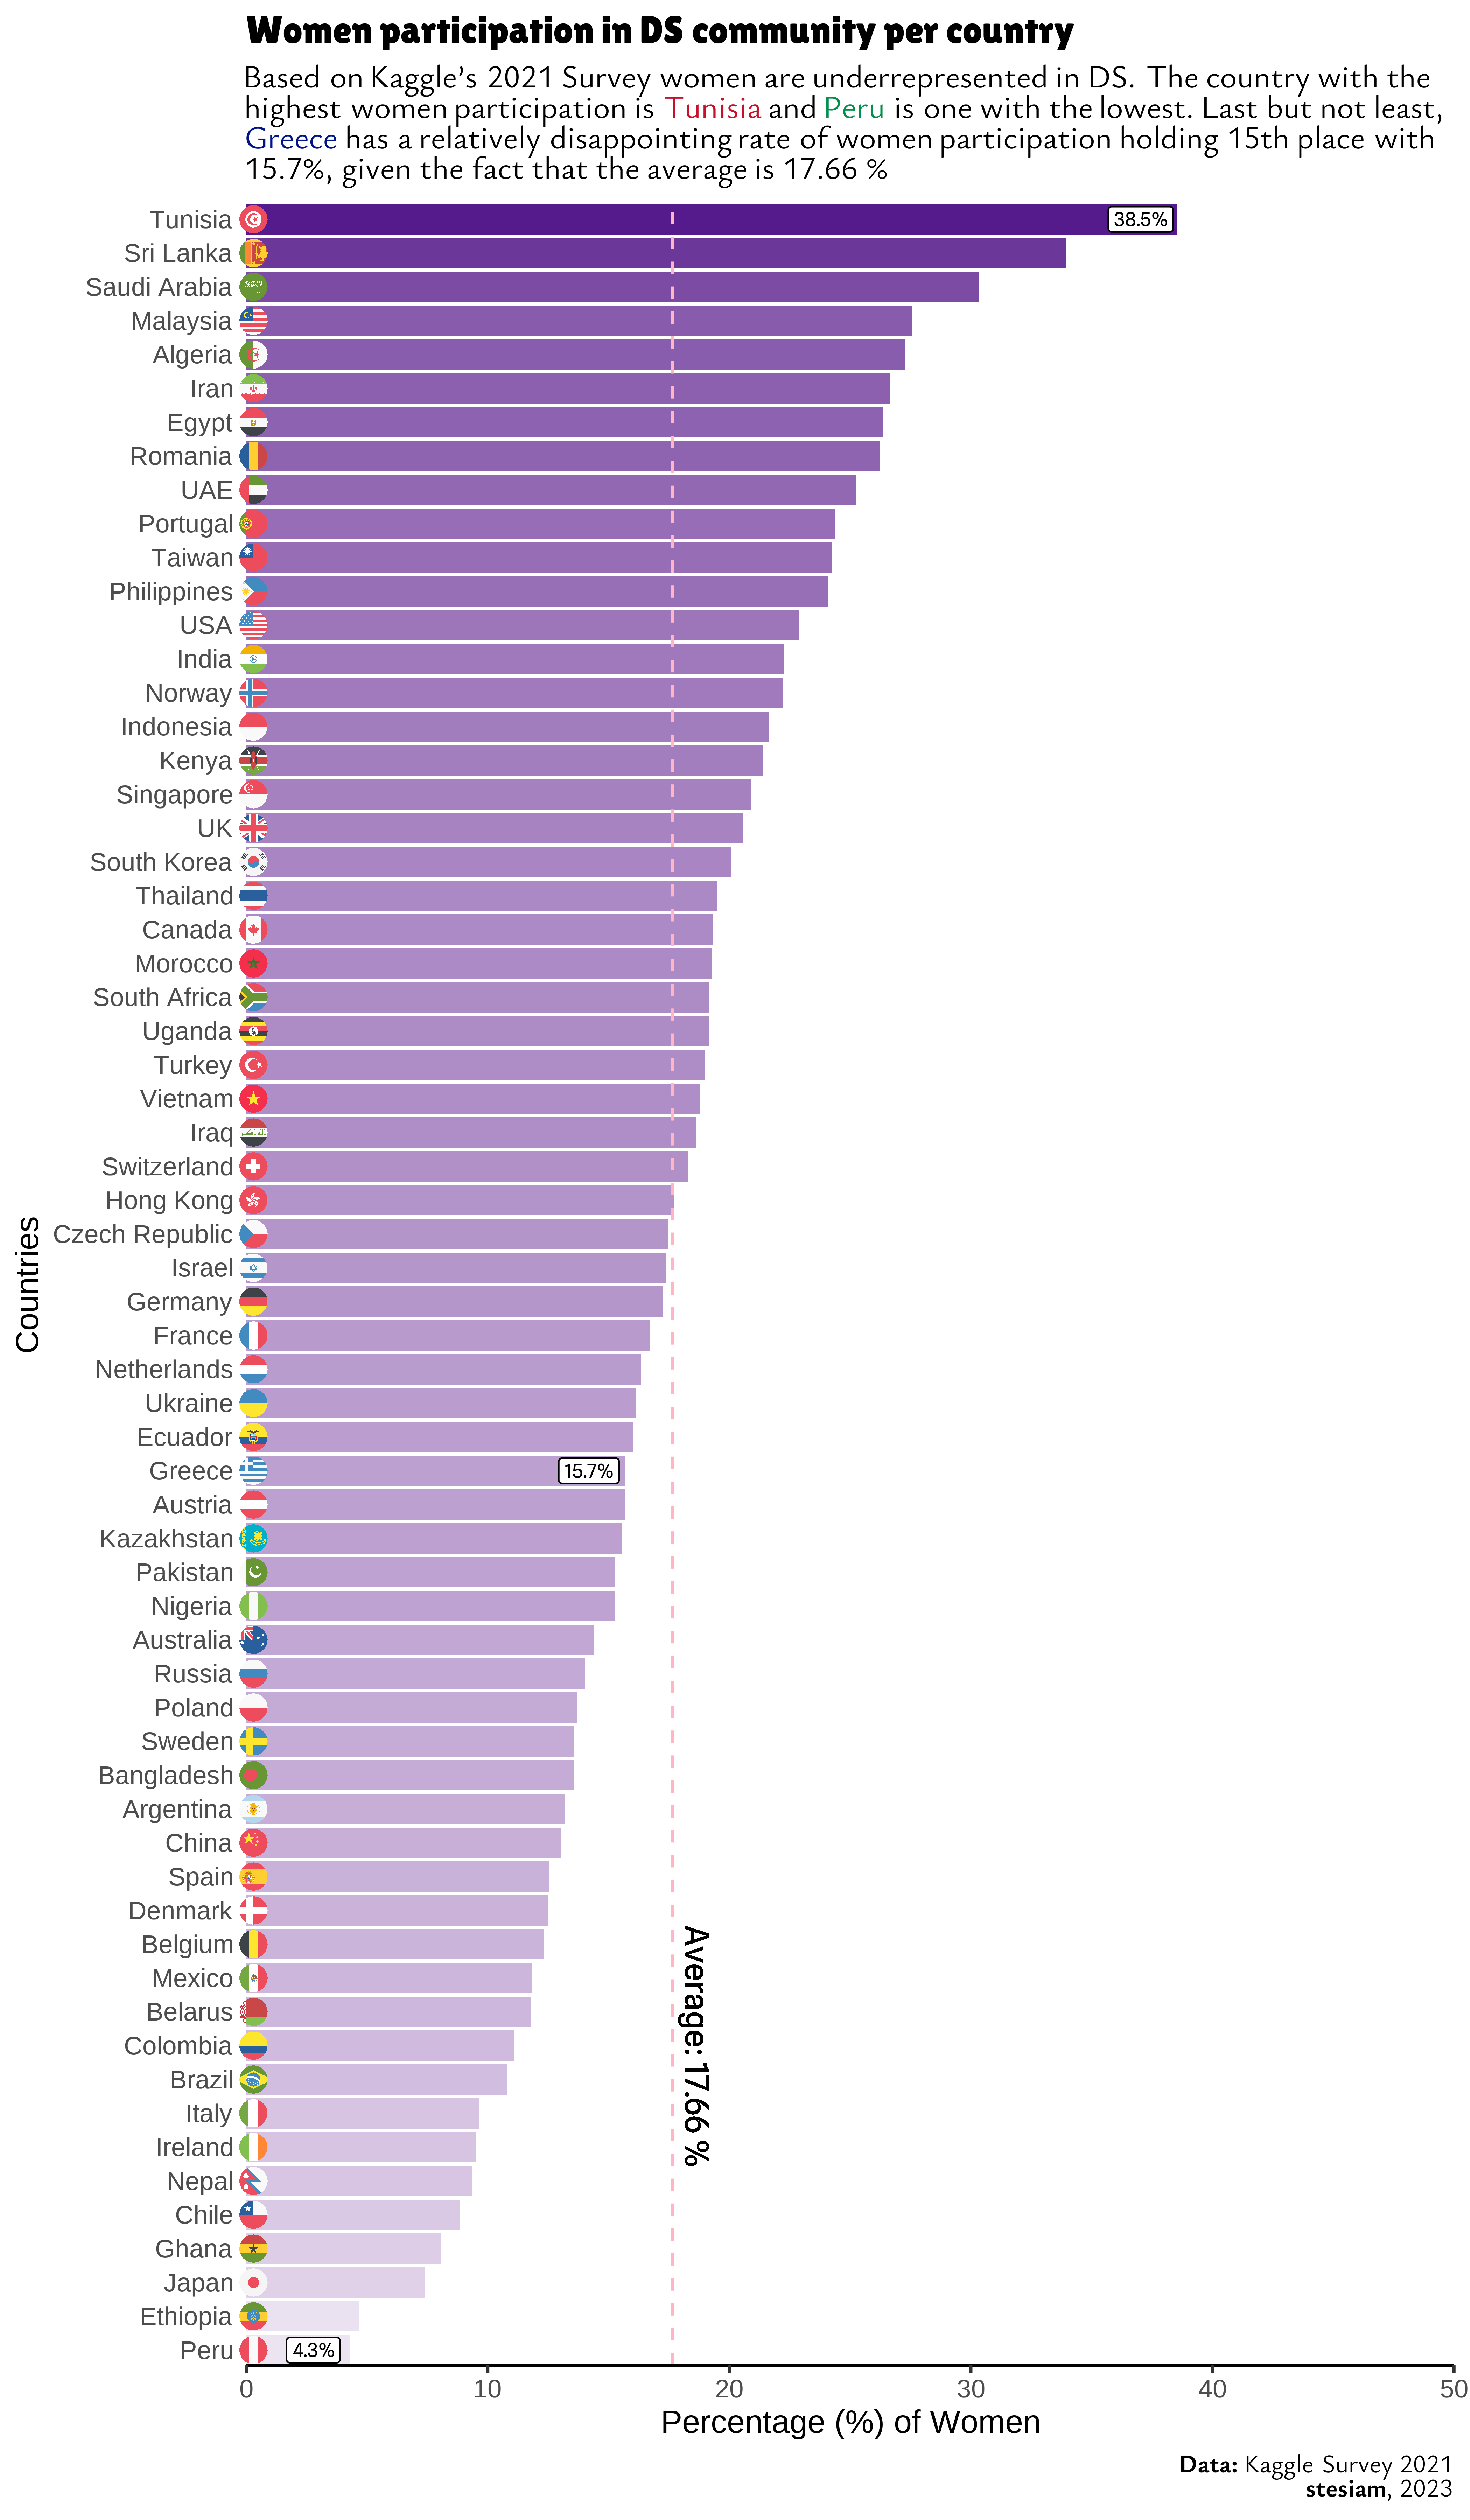 Women participation in DS community per country
Based on Kaggle's 2021 Survey women are underrepresented in DS. The country with the
highest women participation is Tunisia and Peru is one with the lowest. Last but not least,
Greece has a relatively disappointing rate of women participation holding 15th place with
15.7%, given the fact that the average is 17.66 %
Tunisia 38.5%
Sri Lanka
Saudi Arabia
Malaysia
Algeria
Iran
Egypt
Romania
UAE
Portugal
Taiwan
Philippines
USA
India
Norway
Indonesia
Kenya
Singapore
UK
South Korea
Thailand
Canada
Morocco
South Africa
Uganda
Turkey
Vietnam
Iraq
Switzerland
Hong Kong
Czech Republic
Israel
Germany
France
Netherlands
Ukraine
Ecuador
Greece 15.7%
Austria
Kazakhstan
Pakistan
Nigeria
Australia
Russia
Poland
Sweden
Bangladesh
Argentina
China
Spain
Denmark
Belgium
Mexico
Belarus
Colombia
Brazil
Italy
Ireland
Nepal
Chile
Ghana
Japan
Ethiopia
Peru 4.3%
Countries
Average: 17.66 %
0 10 20 30 40 50
Percentage (%) of Women
Data: Kaggle Survey 2021
stesiam, 2023